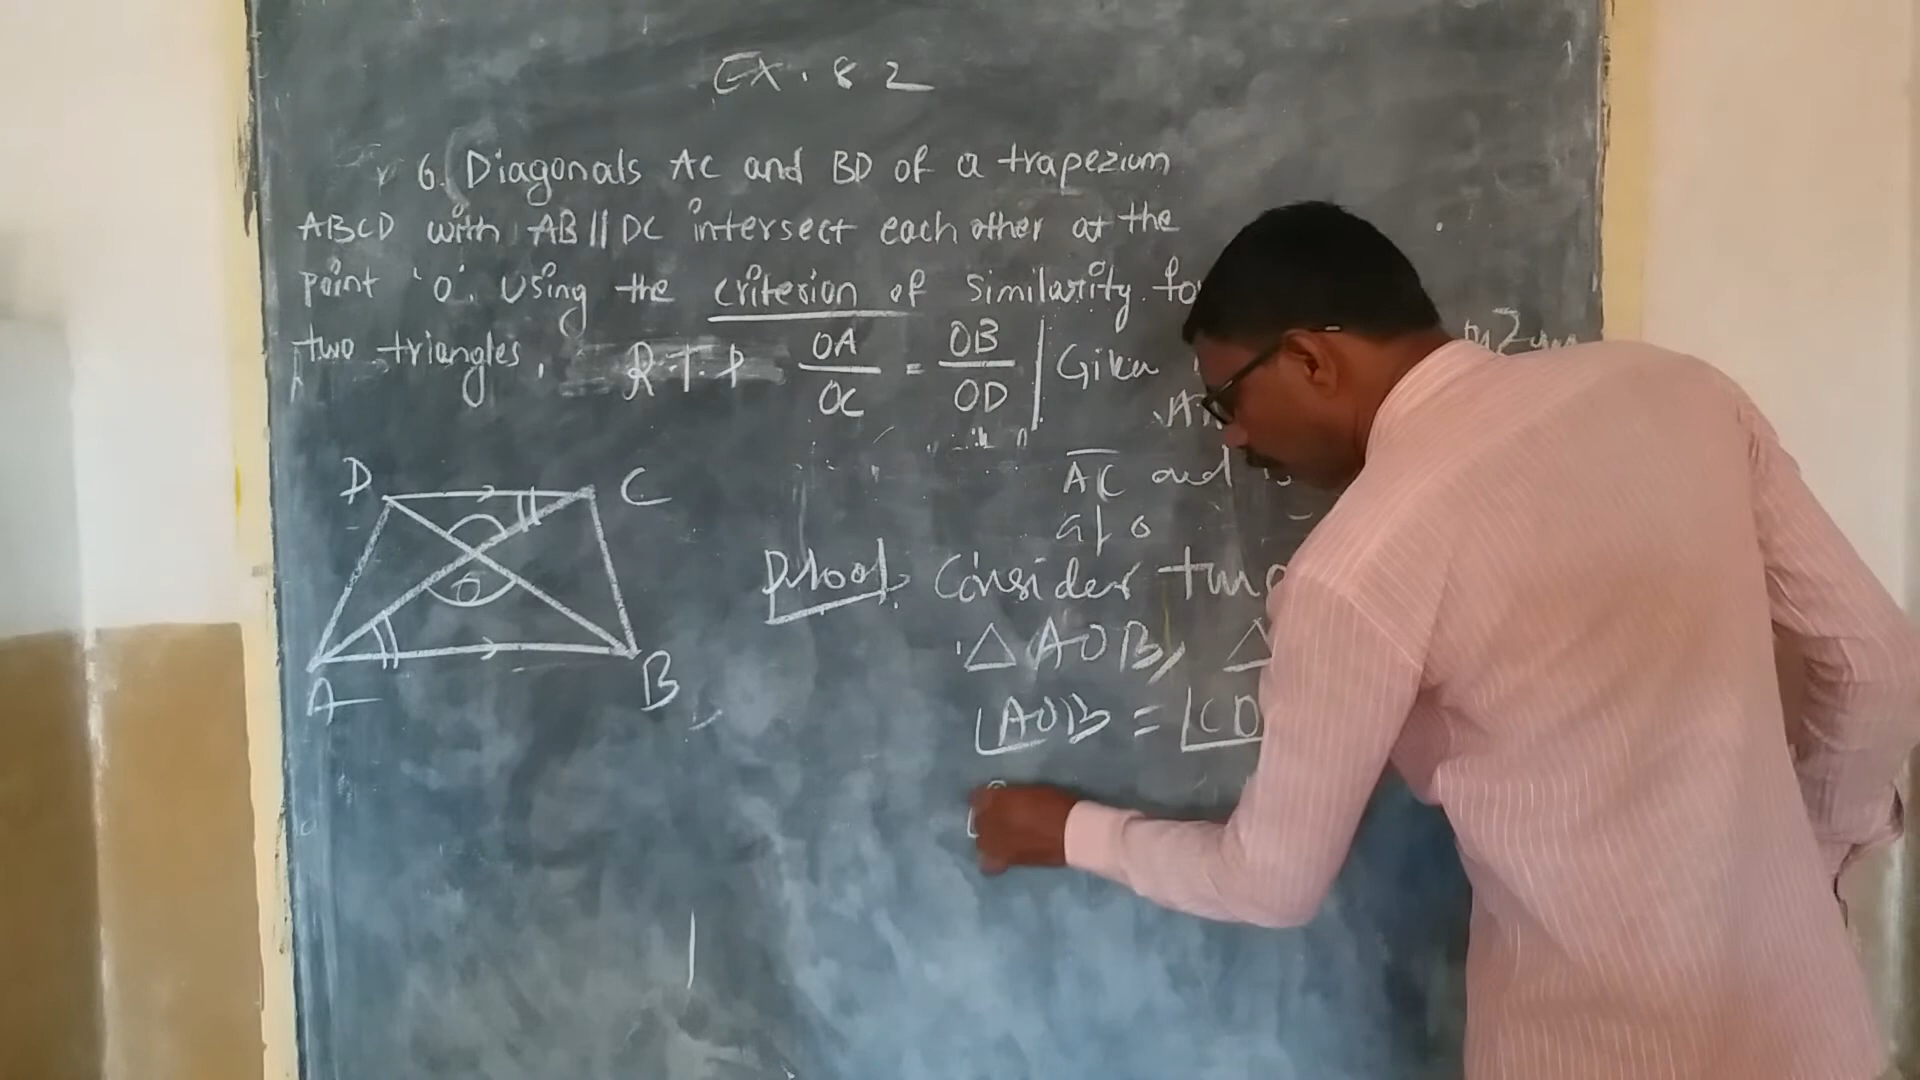 Ex. 8 2
6. Diagonals AC and BD of a trapezium
ABCD with AB || DC intersect each other at the
point 'O'. Using the criterion of similarity for
two triangles. R.T.P OA/OC = OB/OD | Given
AC and
at O
D C
O
A B
Proof: Consider two
△AOB, △
∠AOB = ∠CO